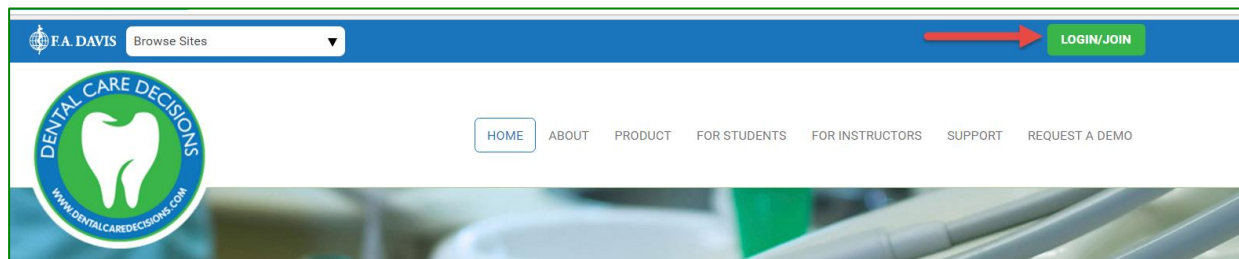 F.A. DAVIS Browse Sites LOGIN/JOIN
DENTAL CARE DECISIONS
WWW.DENTALCAREDECISIONS.COM
HOME ABOUT PRODUCT FOR STUDENTS FOR INSTRUCTORS SUPPORT REQUEST A DEMO